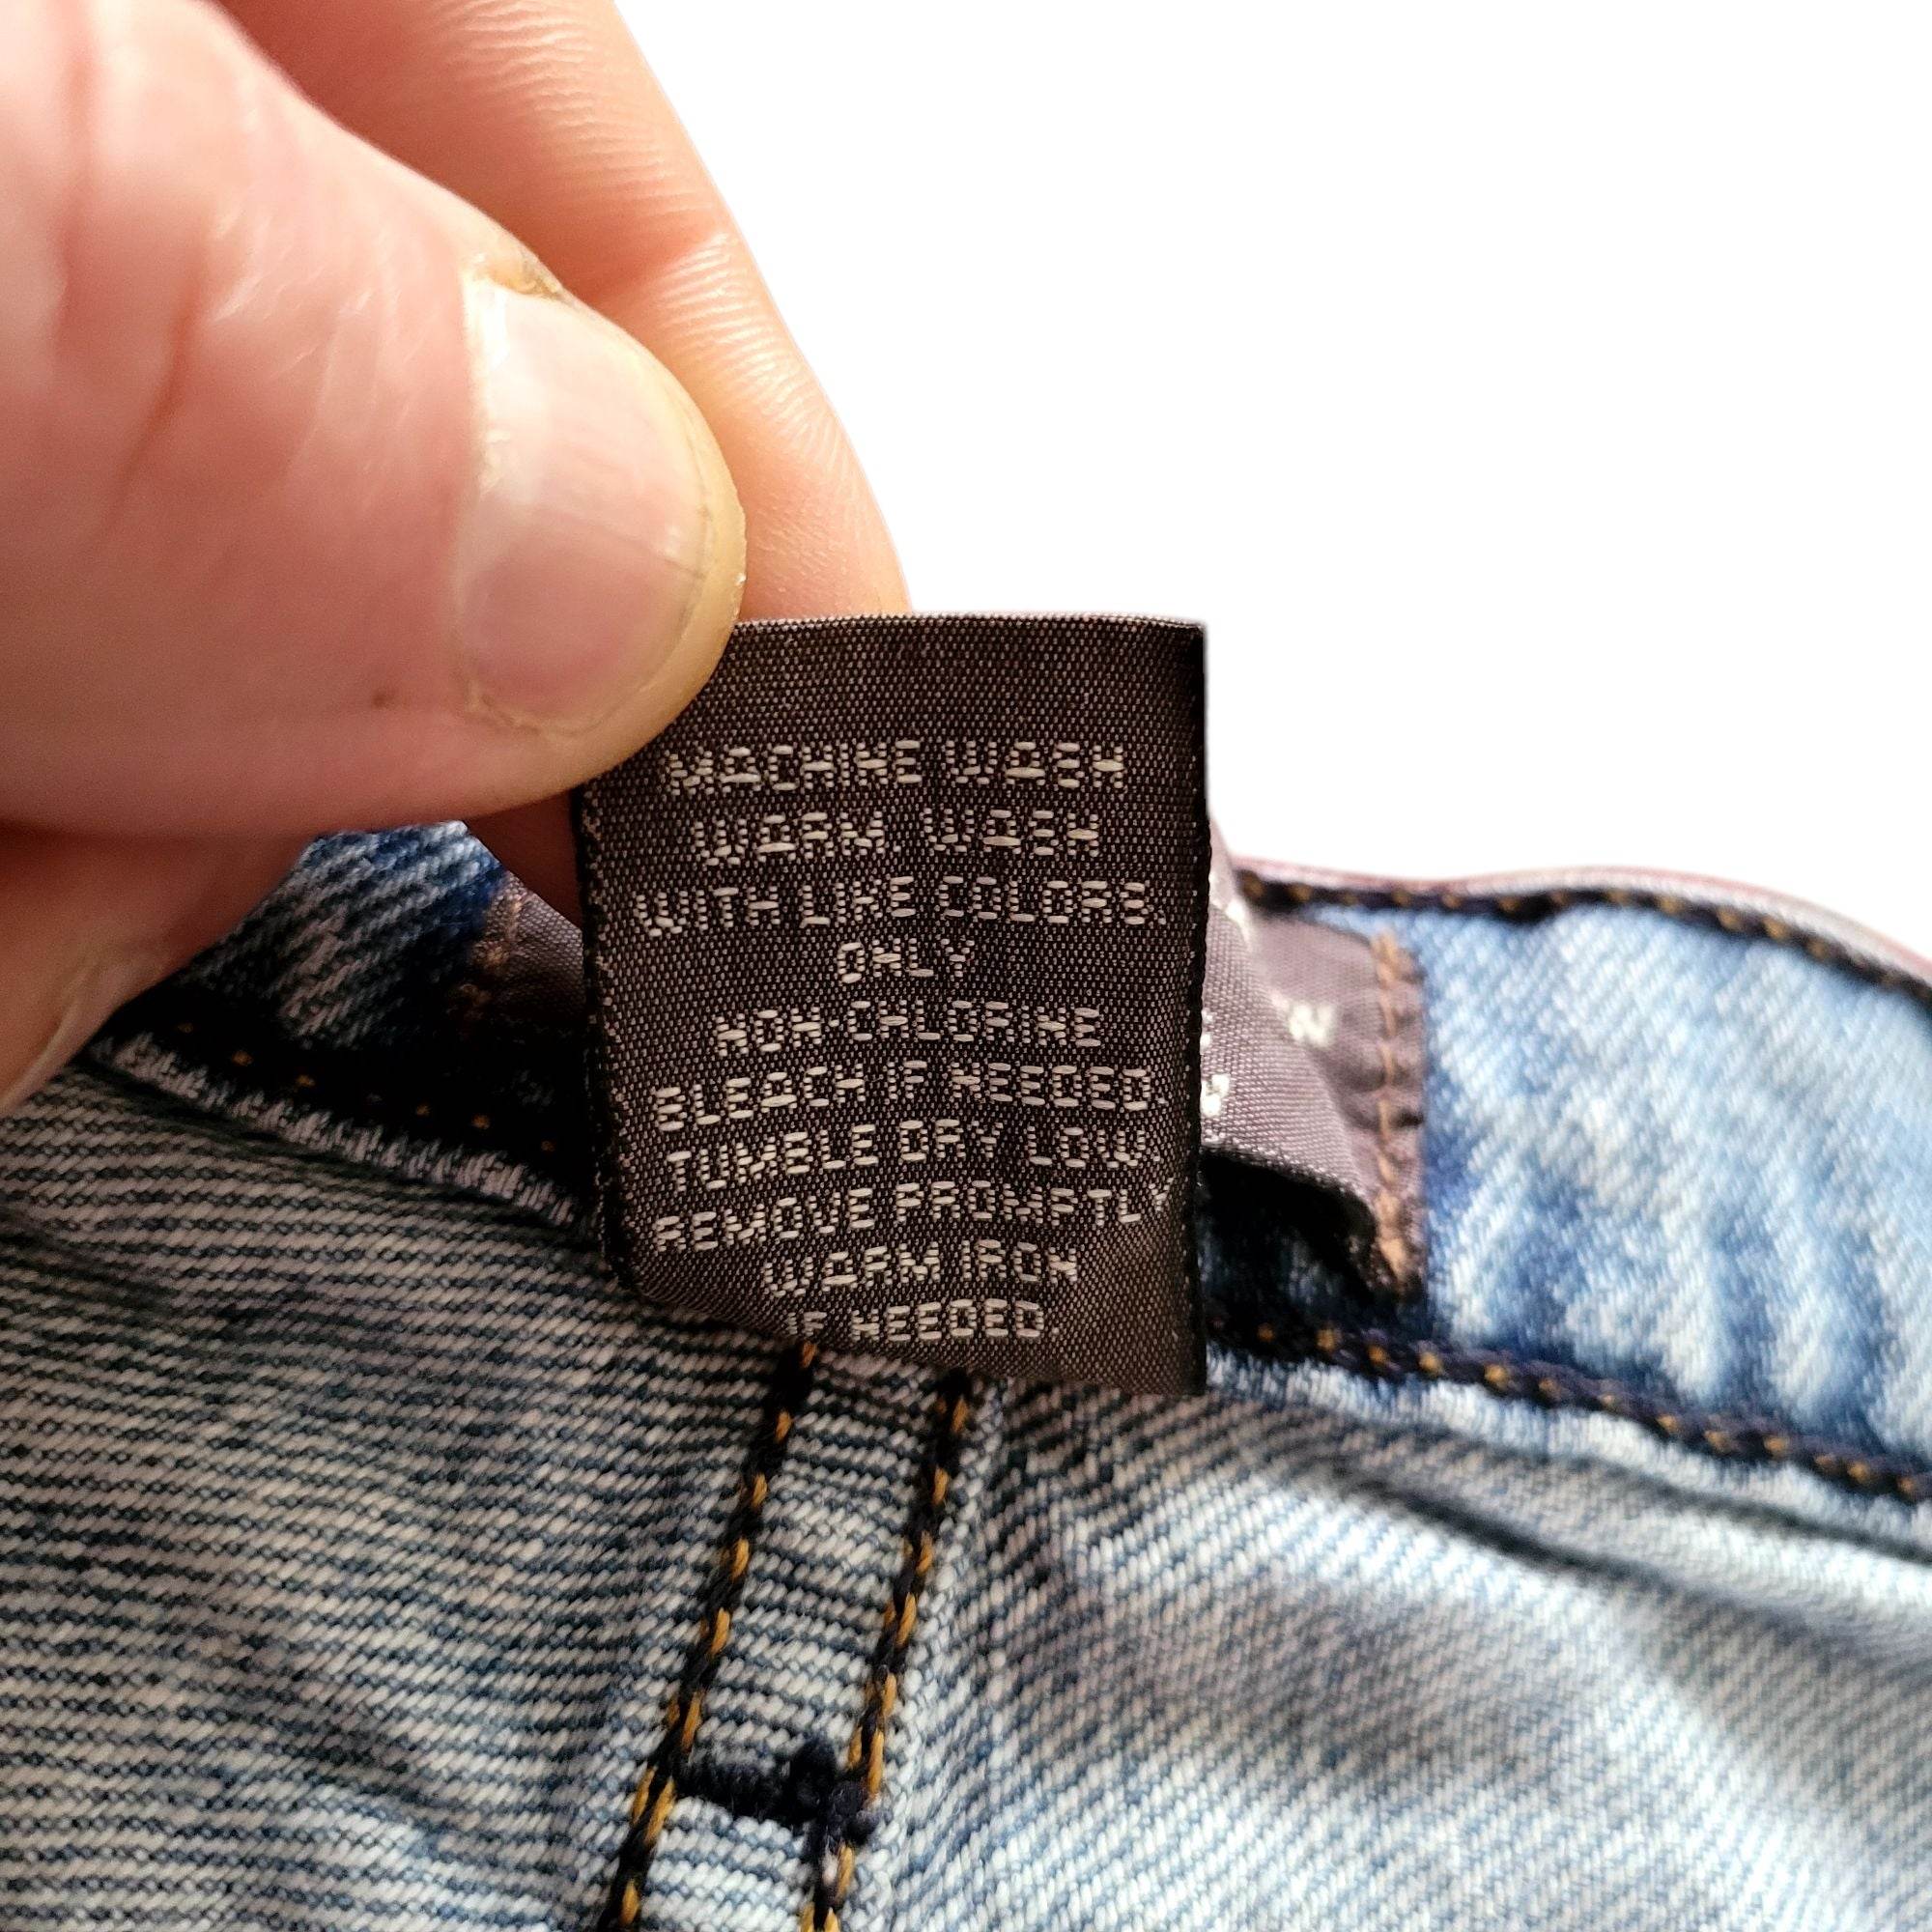 MACHINE WASH
WARM, WASH
WITH LIKE COLORS.
ONLY
NON-CHLORINE
BLEACH IF NEEDED
TUMBLE DRY LOW
REMOVE PROMPTLY
WARM IRON
IF NEEDED.